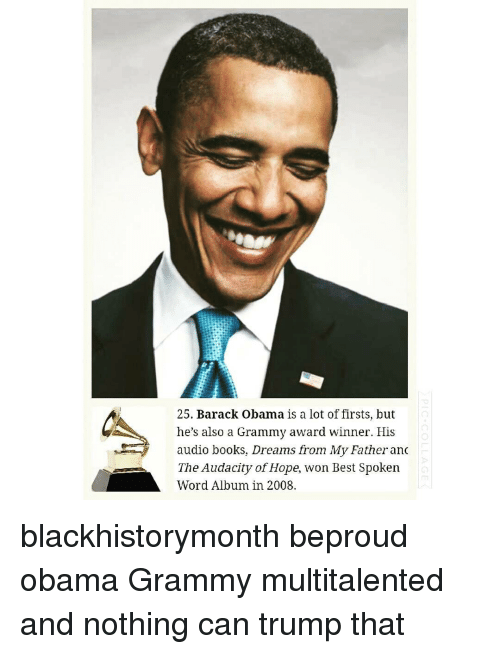 25. Barack Obama is a lot of firsts, but
he's also a Grammy award winner. His
audio books, Dreams from My Father and
The Audacity of Hope, won Best Spoken
Word Album in 2008.
PIC•COLLAGE
blackhistorymonth beproud
obama Grammy multitalented
and nothing can trump that